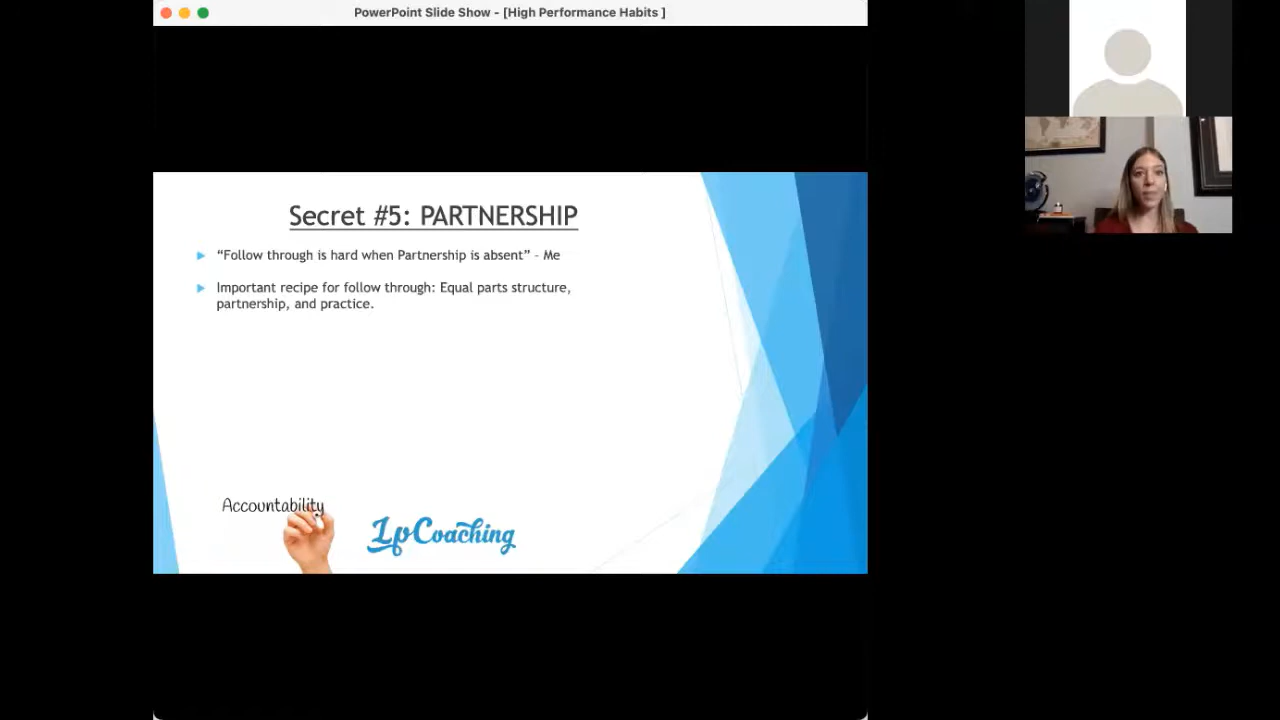 PowerPoint Slide Show - [High Performance Habits ]
Secret #5: PARTNERSHIP
“Follow through is hard when Partnership is absent” - Me
Important recipe for follow through: Equal parts structure,
partnership, and practice.
Accountability
LpCoaching